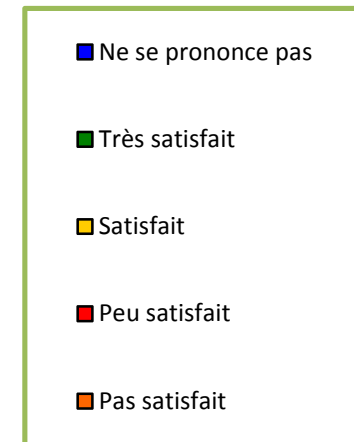 Ne se prononce pas
Très satisfait
Satisfait
Peu satisfait
Pas satisfait